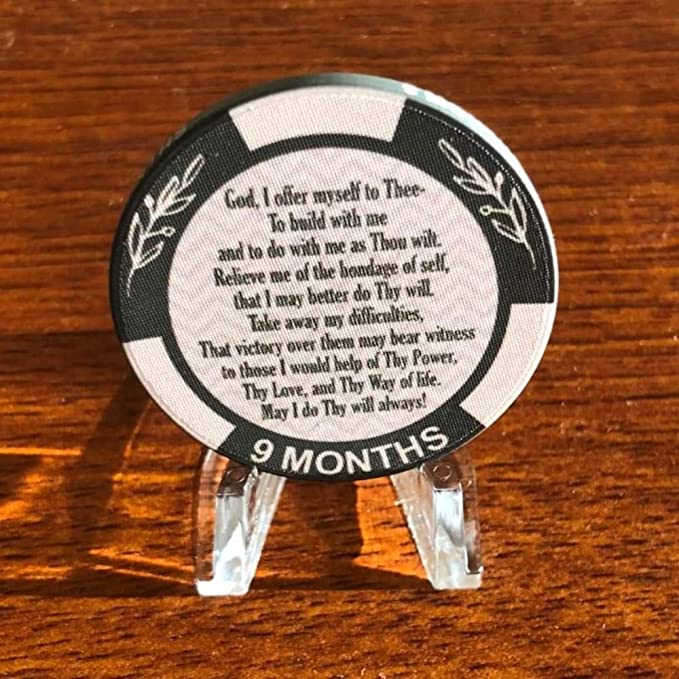 God, I offer myself to Thee-
To build with me
and to do with me as Thou wilt.
Relieve me of the bondage of self,
that I may better do Thy will.
Take away my difficulties,
That victory over them may bear witness
to those I would help of Thy Power,
Thy Love, and Thy Way of life.
May I do Thy will always!
9 MONTHS